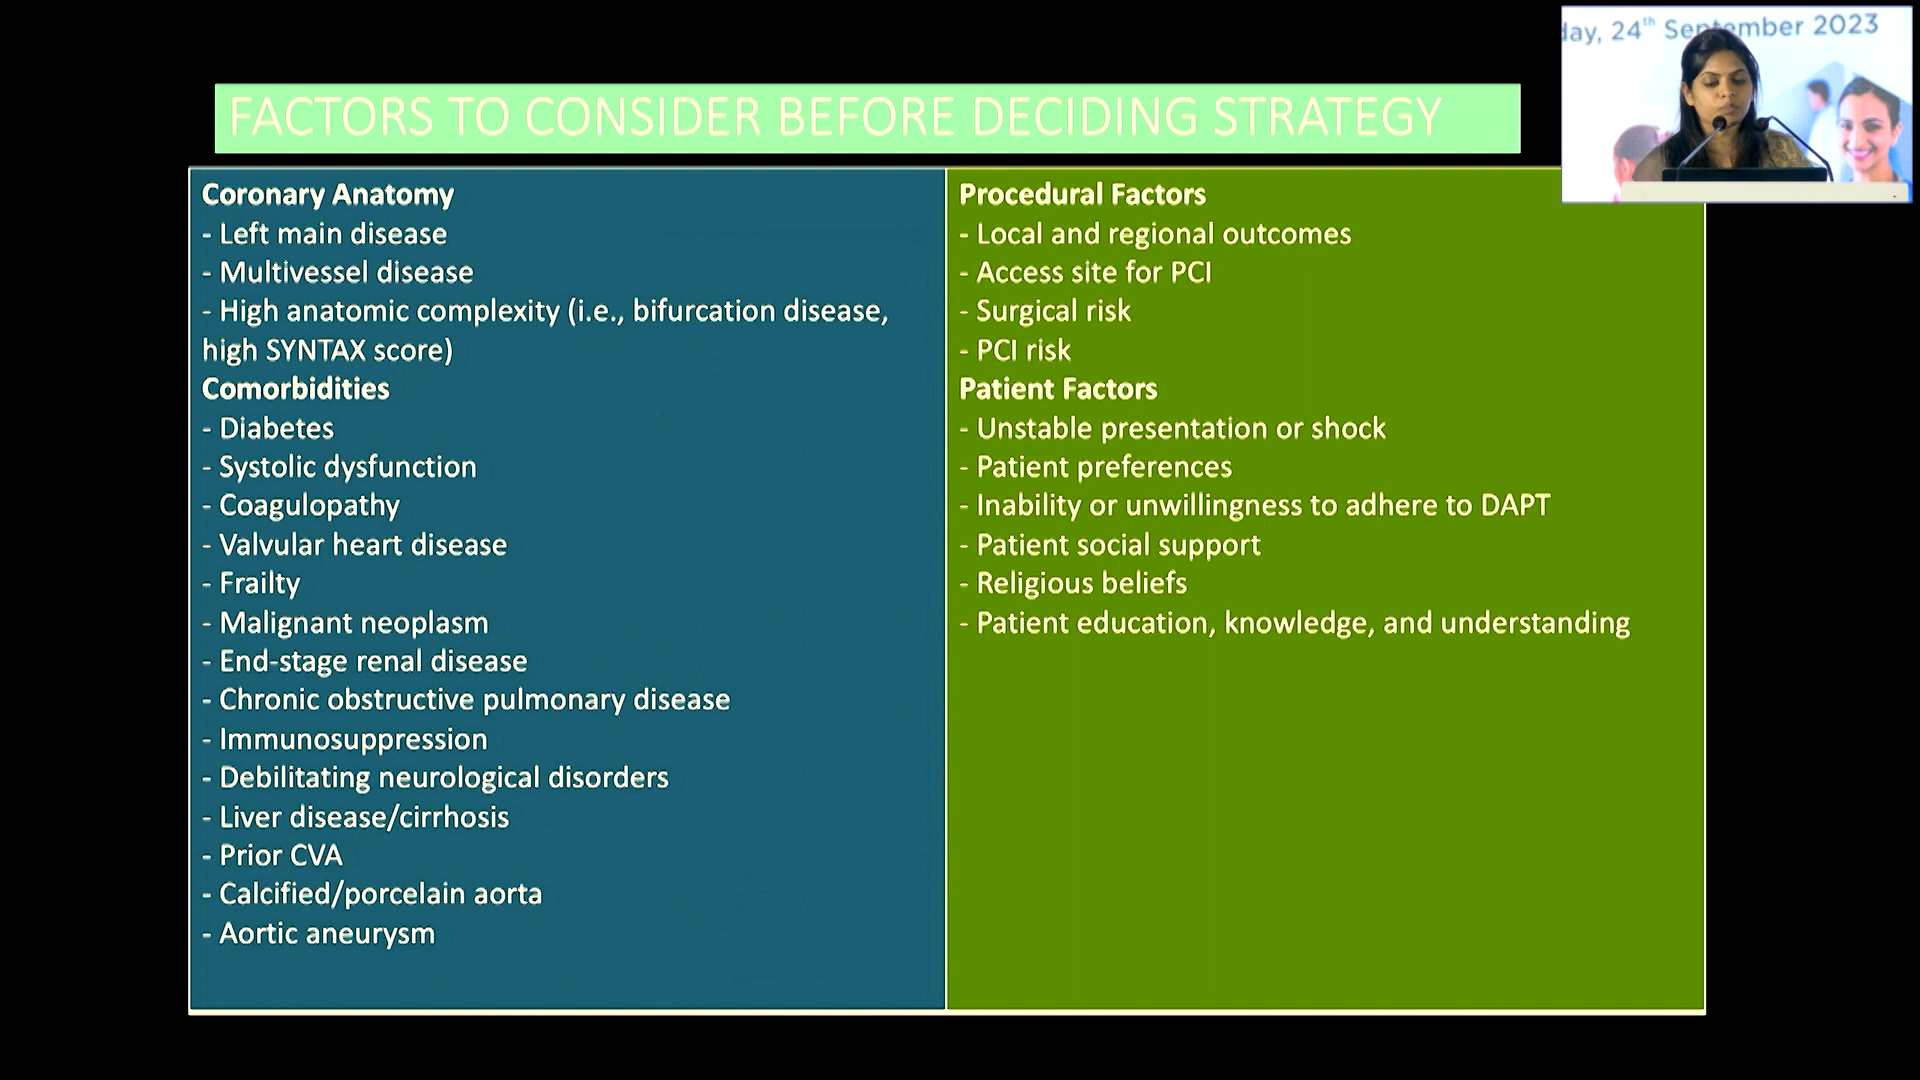 FACTORS TO CONSIDER BEFORE DECIDING STRATEGY
Coronary Anatomy
- Left main disease
- Multivessel disease
- High anatomic complexity (i.e., bifurcation disease,
high SYNTAX score)
Comorbidities
- Diabetes
- Systolic dysfunction
- Coagulopathy
- Valvular heart disease
- Frailty
- Malignant neoplasm
- End-stage renal disease
- Chronic obstructive pulmonary disease
- Immunosuppression
- Debilitating neurological disorders
- Liver disease/cirrhosis
- Prior CVA
- Calcified/porcelain aorta
- Aortic aneurysm
Procedural Factors
- Local and regional outcomes
- Access site for PCI
- Surgical risk
- PCI risk
Patient Factors
- Unstable presentation or shock
- Patient preferences
- Inability or unwillingness to adhere to DAPT
- Patient social support
- Religious beliefs
- Patient education, knowledge, and understanding
day, 24th September 2023